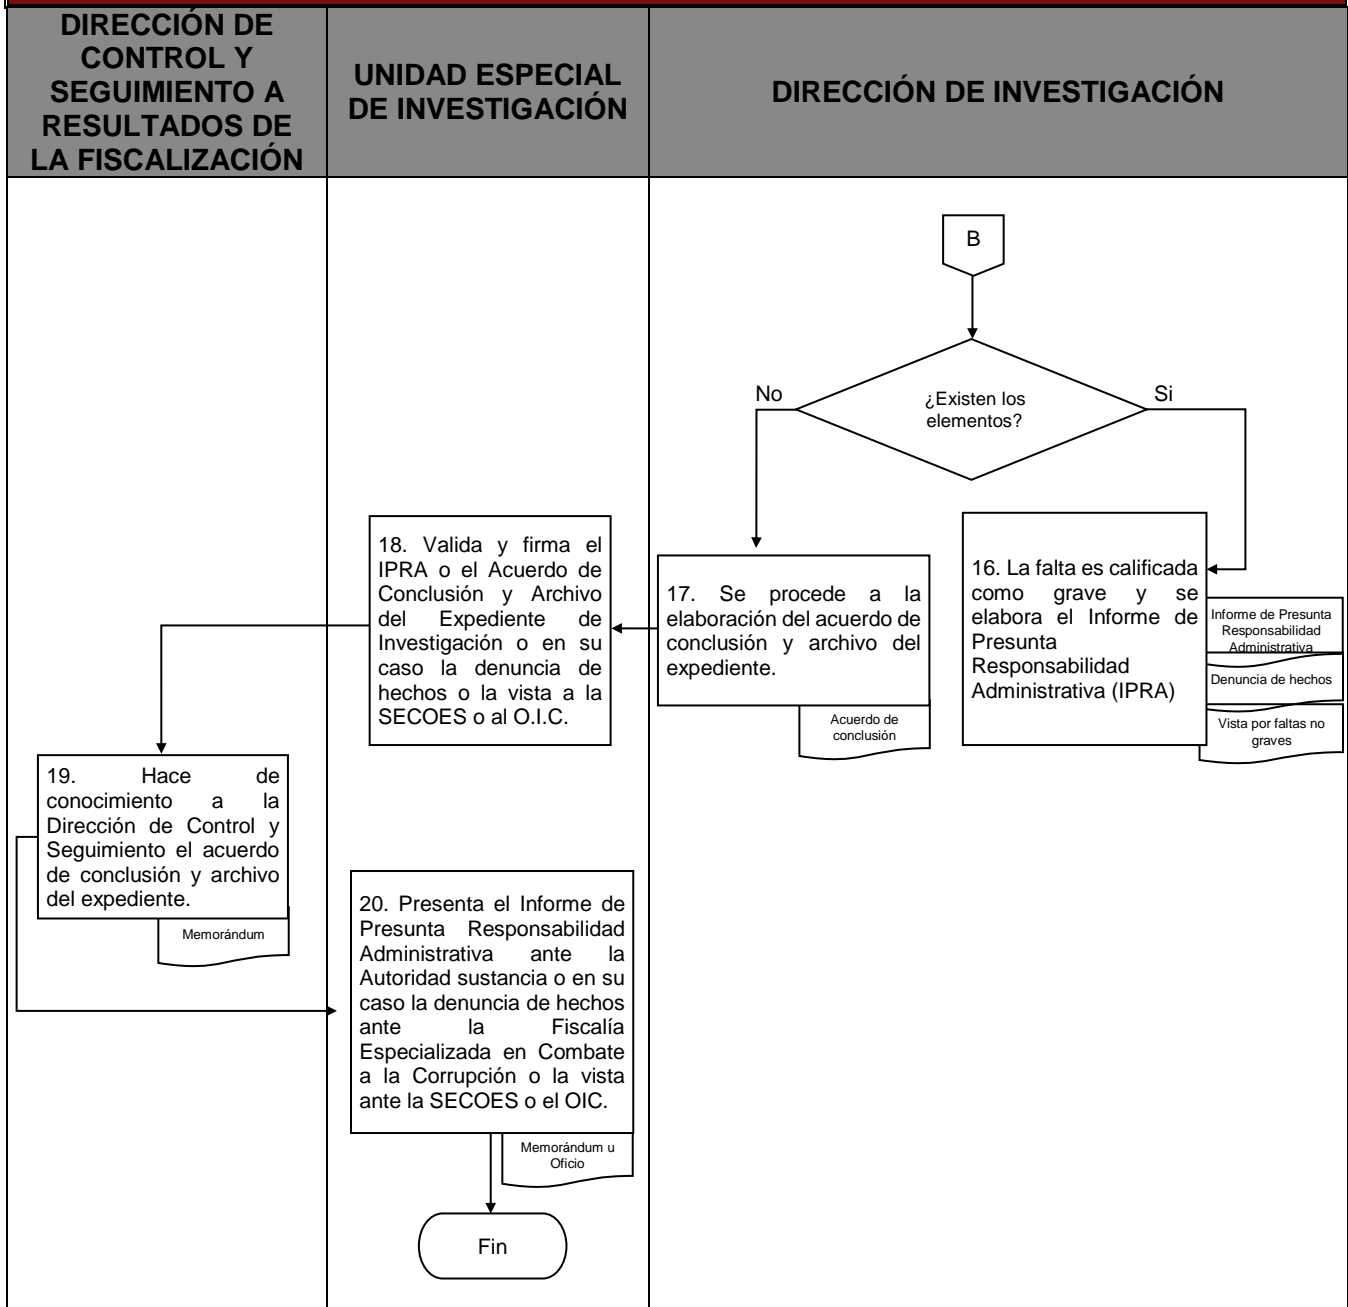 DIRECCIÓN DE
CONTROL Y
SEGUIMIENTO A
RESULTADOS DE
LA FISCALIZACIÓN
UNIDAD ESPECIAL
DE INVESTIGACIÓN
DIRECCIÓN DE INVESTIGACIÓN
B
¿Existen los
elementos?
No
Si
16. La falta es calificada
como grave y se
elabora el Informe de
Presunta
Responsabilidad
Administrativa (IPRA)
Informe de Presunta
Responsabilidad
Administrativa
Denuncia de hechos
Vista por faltas no
graves
17. Se procede a la
elaboración del acuerdo de
conclusión y archivo del
expediente.
Acuerdo de
conclusión
18. Valida y firma el
IPRA o el Acuerdo de
Conclusión y Archivo
del Expediente de
Investigación o en su
caso la denuncia de
hechos o la vista a la
SECOES o al O.I.C.
19. Hace de
conocimiento a la
Dirección de Control y
Seguimiento el acuerdo
de conclusión y archivo
del expediente.
Memorándum
20. Presenta el Informe de
Presunta Responsabilidad
Administrativa ante la
Autoridad sustancia o en su
caso la denuncia de hechos
ante la Fiscalía
Especializada en Combate
a la Corrupción o la vista
ante la SECOES o el OIC.
Memorándum u
Oficio
Fin